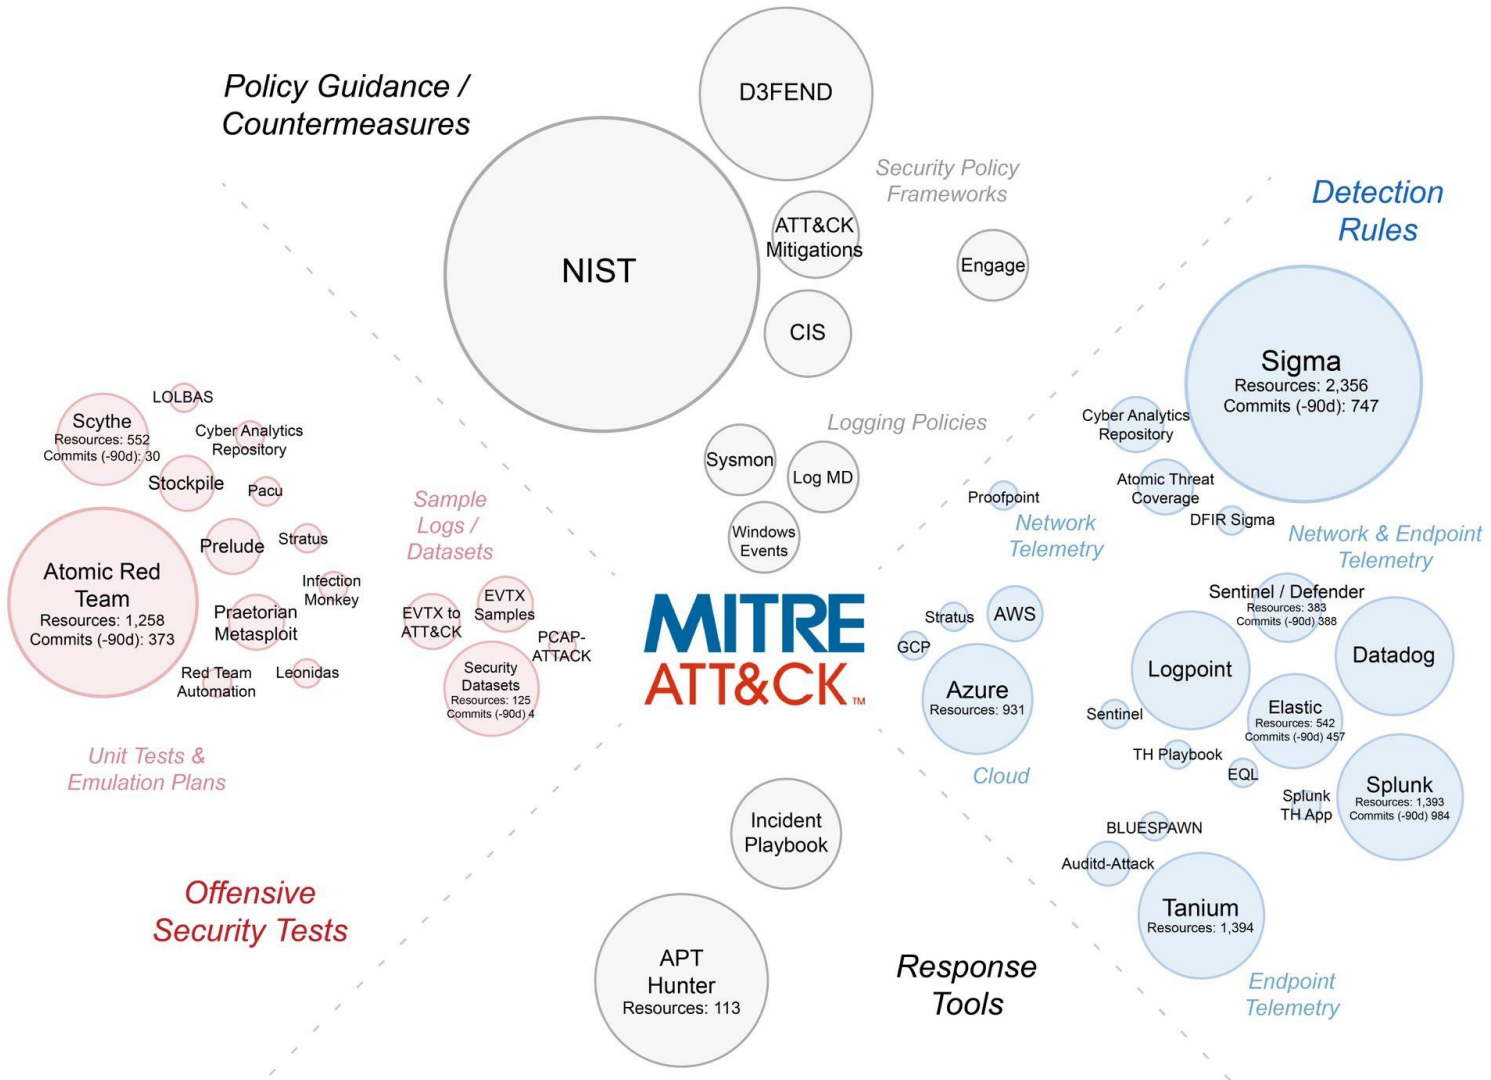 Policy Guidance /
Countermeasures
D3FEND
Security Policy
Frameworks
NIST
ATT&CK
Mitigations
Engage
CIS
Logging Policies
Sysmon
Log MD
Windows
Events
Detection
Rules
Sigma
Resources: 2,356
Commits (-90d): 747
Cyber Analytics
Repository
Atomic Threat
Coverage
DFIR Sigma
Network & Endpoint
Telemetry
Proofpoint
Network
Telemetry
Stratus
AWS
GCP
Azure
Resources: 931
Cloud
Sentinel / Defender
Resources: 383
Commits (-90d) 388
Logpoint
Datadog
Elastic
Resources: 542
Commits (-90d) 457
Sentinel
TH Playbook
EQL
Splunk
TH App
Splunk
Resources: 1,393
Commits (-90d) 984
BLUESPAWN
Auditd-Attack
Tanium
Resources: 1,394
Endpoint
Telemetry
LOLBAS
Scythe
Resources: 552
Commits (-90d): 30
Cyber Analytics
Repository
Stockpile
Pacu
Prelude
Stratus
Atomic Red
Team
Resources: 1,258
Commits (-90d): 373
Infection
Monkey
Praetorian
Metasploit
Red Team
Automation
Leonidas
Unit Tests &
Emulation Plans
Sample
Logs /
Datasets
EVTX to
ATT&CK
EVTX
Samples
PCAP-
ATTACK
Security
Datasets
Resources: 125
Commits (-90d) 4
MITRE
ATT&CK™
Offensive
Security Tests
Incident
Playbook
APT
Hunter
Resources: 113
Response
Tools